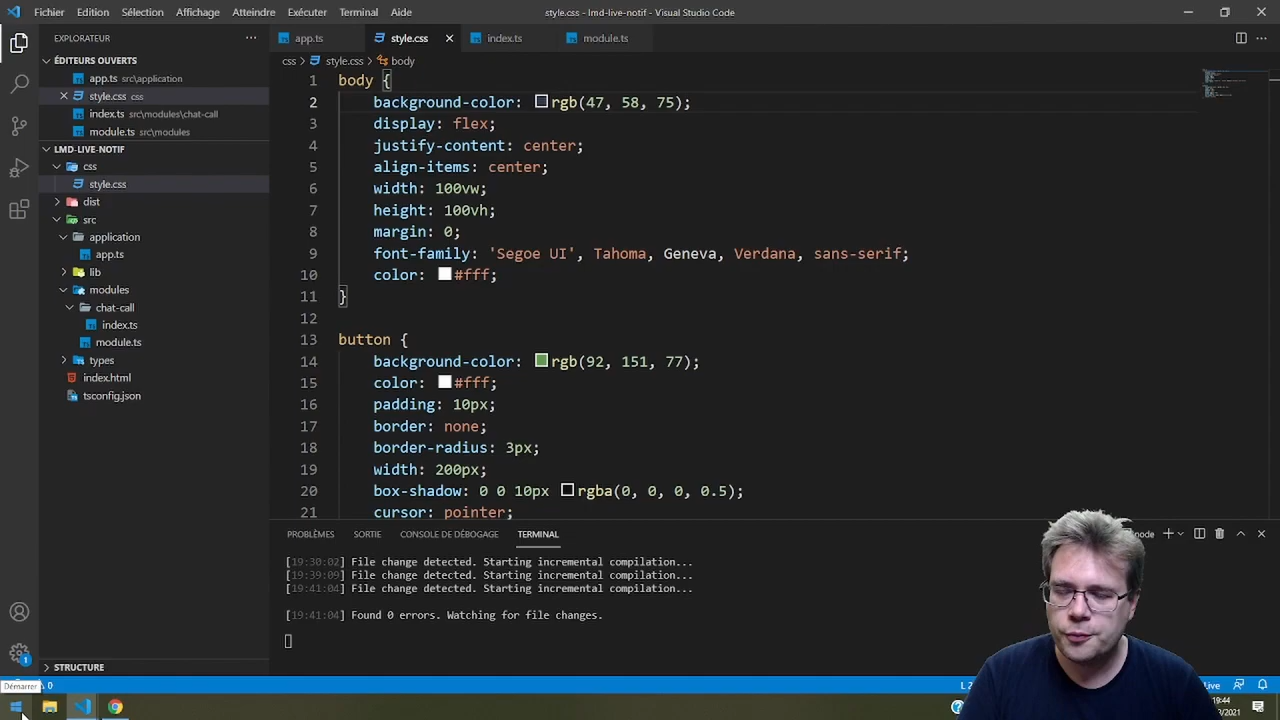 Fichier Edition Sélection Affichage Atteindre Exécuter Terminal Aide
style.css - lmd-live-notif - Visual Studio Code
EXPLORATEUR
app.ts
style.css
index.ts
module.ts
ÉDITEURS OUVERTS
app.ts src\application
style.css css
index.ts src\modules\chat-call
module.ts src\modules
LMD-LIVE-NOTIF
css
style.css
dist
src
application
app.ts
lib
modules
chat-call
index.ts
module.ts
types
index.html
tsconfig.json
STRUCTURE
css > style.css > body
1 body {
2 background-color: rgb(47, 58, 75);
3 display: flex;
4 justify-content: center;
5 align-items: center;
6 width: 100vw;
7 height: 100vh;
8 margin: 0;
9 font-family: 'Segoe UI', Tahoma, Geneva, Verdana, sans-serif;
10 color: #fff;
11 }
12
13 button {
14 background-color: rgb(92, 151, 77);
15 color: #fff;
16 padding: 10px;
17 border: none;
18 border-radius: 3px;
19 width: 200px;
20 box-shadow: 0 0 10px rgba(0, 0, 0, 0.5);
21 cursor: pointer;
PROBLÈMES SORTIE CONSOLE DE DÉBOGAGE TERMINAL
node
[19:30:02] File change detected. Starting incremental compilation...
[19:39:09] File change detected. Starting incremental compilation...
[19:41:04] File change detected. Starting incremental compilation...
[19:41:04] Found 0 errors. Watching for file changes.
1
Démarrer
0
Live
19:44